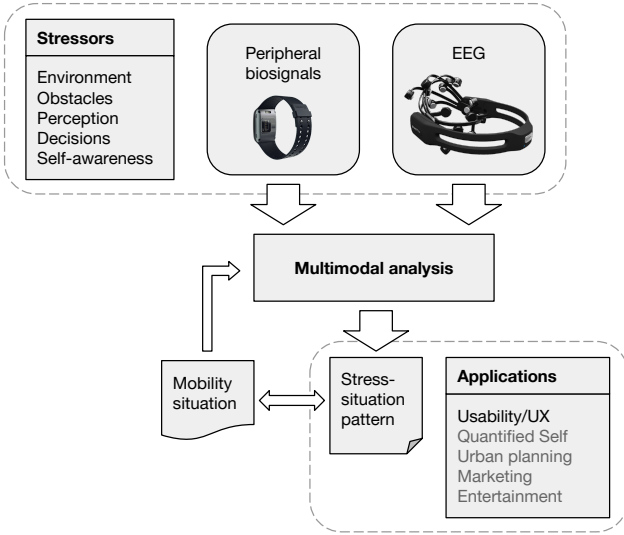 Stressors
Environment
Obstacles
Perception
Decisions
Self-awareness
Peripheral
biosignals
EEG
Multimodal analysis
Mobility
situation
Stress-
situation
pattern
Applications
Usability/UX
Quantified Self
Urban planning
Marketing
Entertainment